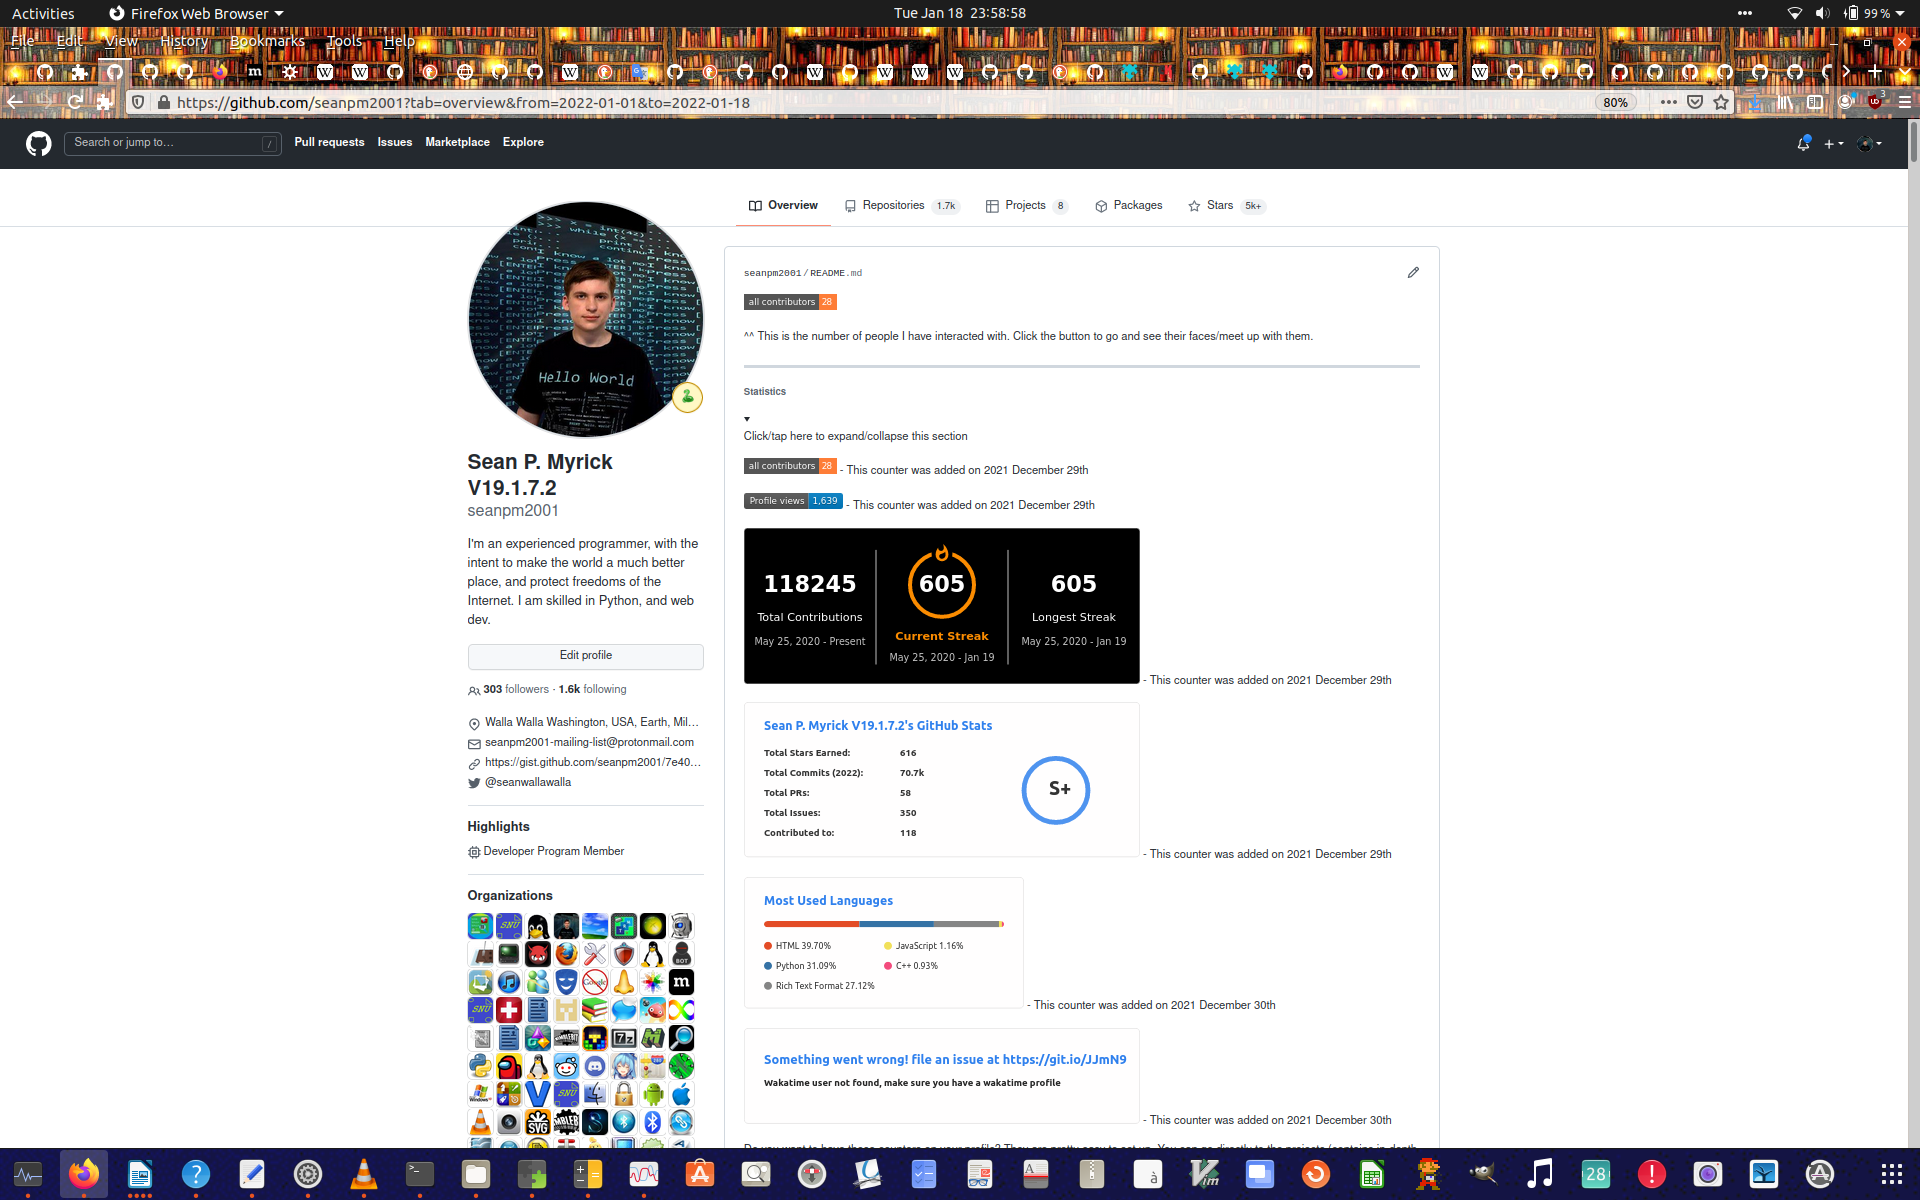 Activities
Firefox Web Browser
Tue Jan 18 23:58:58
99 %
File Edit View History Bookmarks Tools Help
https://github.com/seanpm2001?tab=overview&from=2022-01-01&to=2022-01-18
80%
3
Search or jump to…
/
Pull requests Issues Marketplace Explore
Overview
Repositories 1.7k
Projects 8
Packages
Stars 5k+
Hello World
Sean P. Myrick
V19.1.7.2
seanpm2001
I'm an experienced programmer, with the
intent to make the world a much better
place, and protect freedoms of the
Internet. I am skilled in Python, and web
dev.
Edit profile
303 followers · 1.6k following
Walla Walla Washington, USA, Earth, Mil…
seanpm2001-mailing-list@protonmail.com
https://gist.github.com/seanpm2001/7e40…
@seanwallawalla
Highlights
Developer Program Member
Organizations
seanpm2001/README.md
all contributors 28
^^ This is the number of people I have interacted with. Click the button to go and see their faces/meet up with them.
Statistics
Click/tap here to expand/collapse this section
all contributors 28 - This counter was added on 2021 December 29th
Profile views 1,639 - This counter was added on 2021 December 29th
118245
Total Contributions
May 25, 2020 - Present
605
Current Streak
May 25, 2020 - Jan 19
605
Longest Streak
May 25, 2020 - Jan 19
- This counter was added on 2021 December 29th
Sean P. Myrick V19.1.7.2's GitHub Stats
Total Stars Earned: 616
Total Commits (2022): 70.7k
Total PRs: 58
Total Issues: 350
Contributed to: 118
S+
- This counter was added on 2021 December 29th
Most Used Languages
HTML 39.70%
JavaScript 1.16%
Python 31.09%
C++ 0.93%
Rich Text Format 27.12%
- This counter was added on 2021 December 30th
Something went wrong! file an issue at https://git.io/JJmN9
Wakatime user not found, make sure you have a wakatime profile
- This counter was added on 2021 December 30th
28